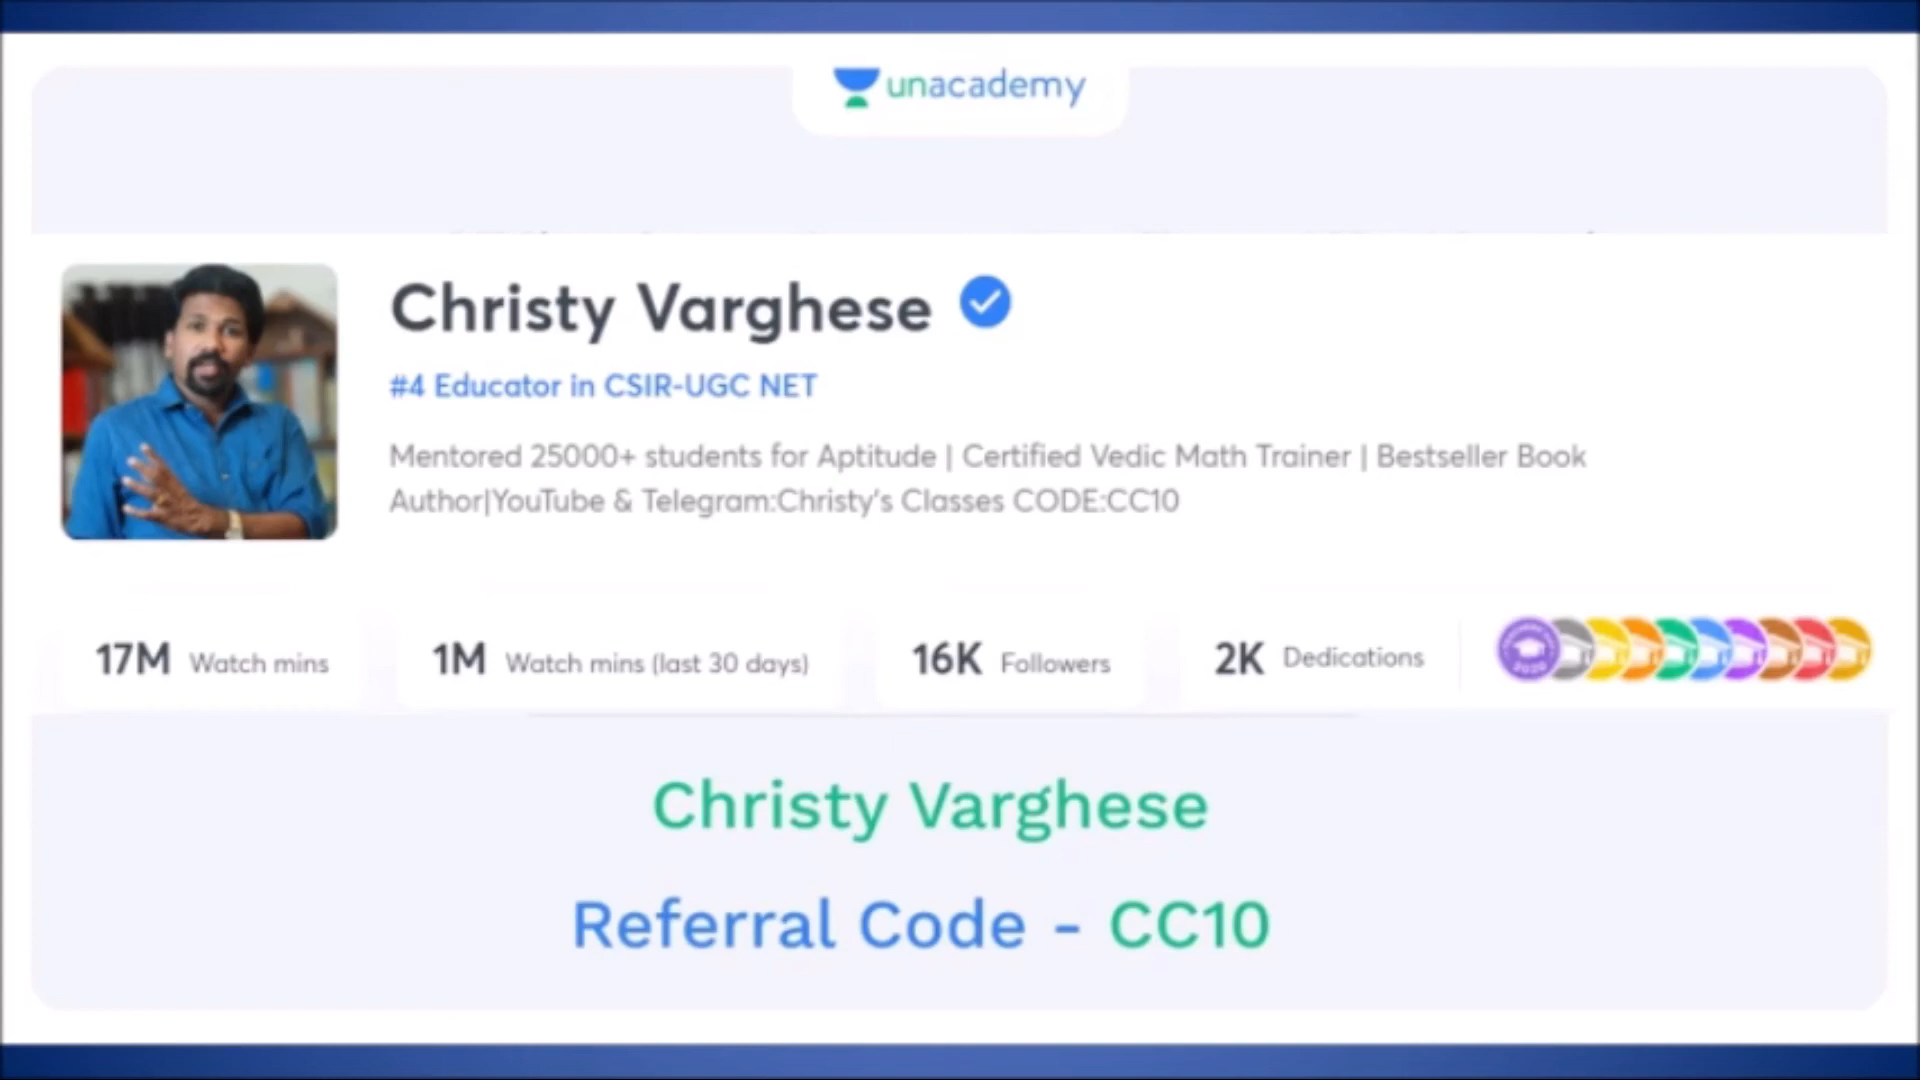 unacademy
Christy Varghese
#4 Educator in CSIR-UGC NET
Mentored 25000+ students for Aptitude | Certified Vedic Math Trainer | Bestseller Book
Author|YouTube & Telegram:Christy's Classes CODE:CC10
17M Watch mins 1M Watch mins (last 30 days) 16K Followers 2K Dedications
2020
Christy Varghese
Referral Code - CC10